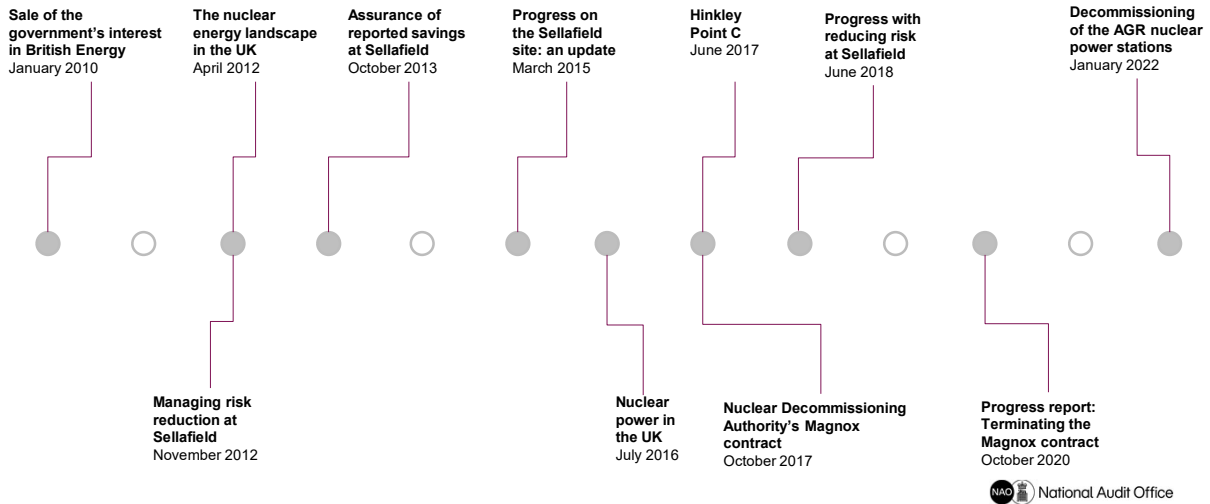 Sale of the
government’s interest
in British Energy
January 2010
The nuclear
energy landscape
in the UK
April 2012
Assurance of
reported savings
at Sellafield
October 2013
Progress on
the Sellafield
site: an update
March 2015
Hinkley
Point C
June 2017
Progress with
reducing risk
at Sellafield
June 2018
Decommissioning
of the AGR nuclear
power stations
January 2022
Managing risk
reduction at
Sellafield
November 2012
Nuclear
power in
the UK
July 2016
Nuclear Decommissioning
Authority’s Magnox
contract
October 2017
Progress report:
Terminating the
Magnox contract
October 2020
NAO National Audit Office